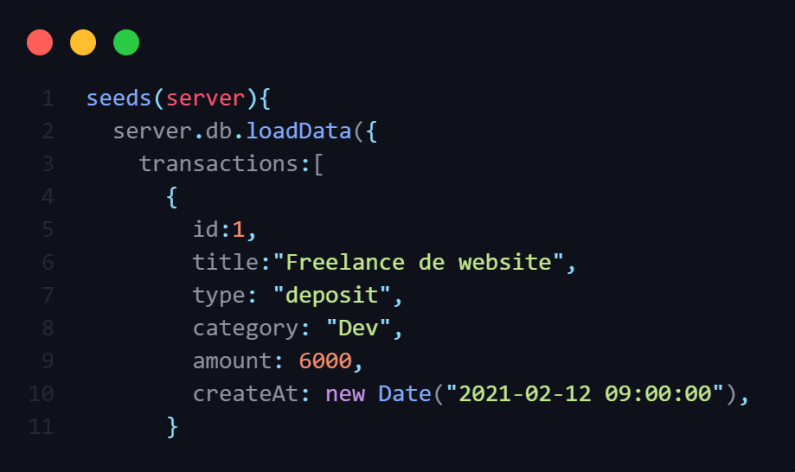 1 seeds(server){
2 server.db.loadData({
3 transactions:[
4 {
5 id:1,
6 title:"Freelance de website",
7 type: "deposit",
8 category: "Dev",
9 amount: 6000,
10 createAt: new Date("2021-02-12 09:00:00"),
11 }